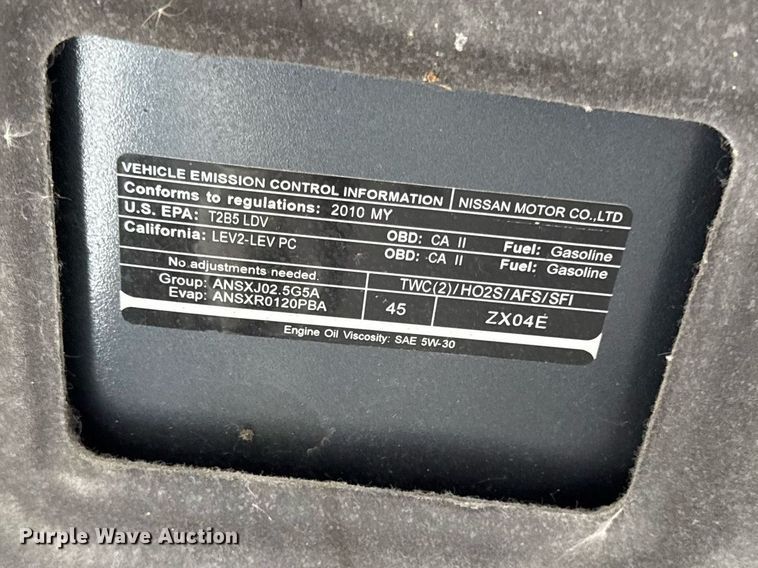 VEHICLE EMISSION CONTROL INFORMATION NISSAN MOTOR CO.,LTD
Conforms to regulations: 2010 MY
U.S. EPA: T2B5 LDV OBD: CA II Fuel: Gasoline
California: LEV2-LEV PC OBD: CA II Fuel: Gasoline
No adjustments needed.
Group: ANSXJ02.5G5A TWC(2)/HO2S/AFS/SFI
Evap: ANSXR0120PBA 45 ZX04E
Engine Oil Viscosity: SAE 5W-30
Purple Wave Auction